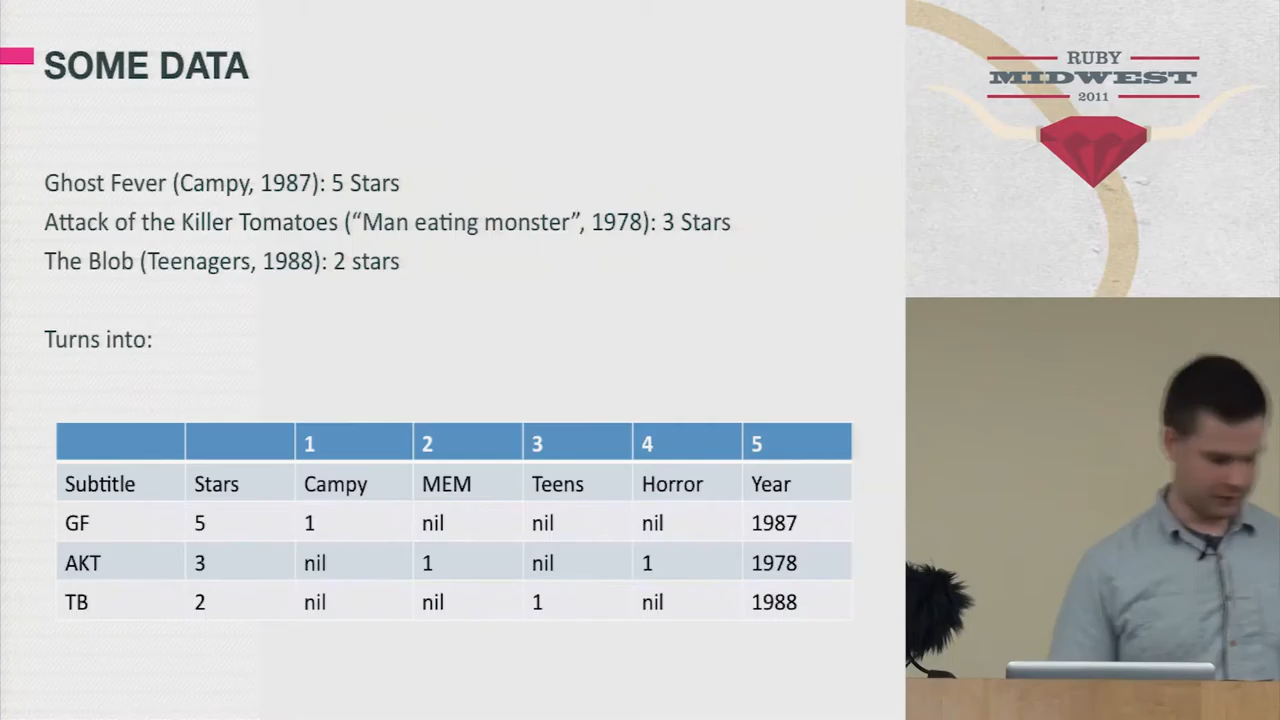 SOME DATA
Ghost Fever (Campy, 1987): 5 Stars
Attack of the Killer Tomatoes (“Man eating monster”, 1978): 3 Stars
The Blob (Teenagers, 1988): 2 stars
Turns into:
1 2 3 4 5
Subtitle Stars Campy MEM Teens Horror Year
GF 5 1 nil nil nil 1987
AKT 3 nil 1 nil 1 1978
TB 2 nil nil 1 nil 1988
RUBY
MIDWEST
2011